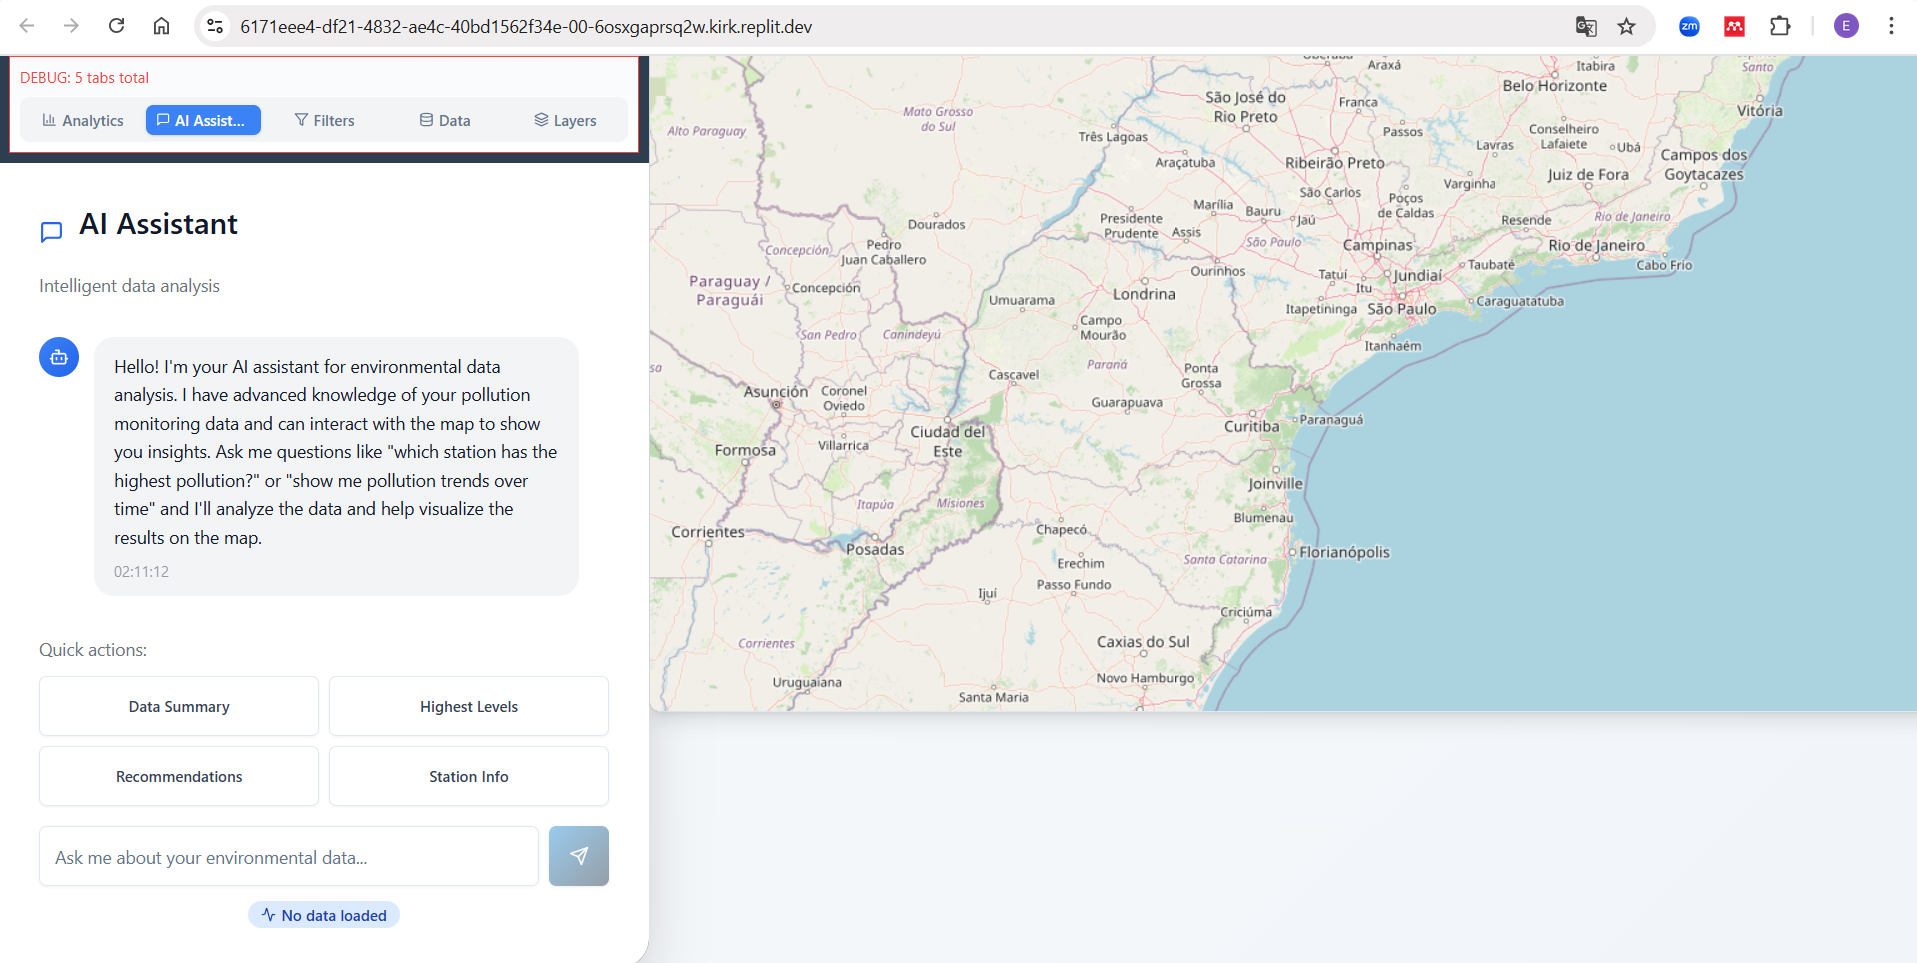 6171eee4-df21-4832-ae4c-40bd1562f34e-00-6osxgaprsq2w.kirk.replit.dev
zm
E
DEBUG: 5 tabs total
Analytics
AI Assist...
Filters
Data
Layers
AI Assistant
Intelligent data analysis
Hello! I'm your AI assistant for environmental data
analysis. I have advanced knowledge of your pollution
monitoring data and can interact with the map to show
you insights. Ask me questions like "which station has the
highest pollution?" or "show me pollution trends over
time" and I'll analyze the data and help visualize the
results on the map.
02:11:12
Quick actions:
Data Summary
Highest Levels
Recommendations
Station Info
Ask me about your environmental data...
No data loaded
Araxá
Itabira
Santo
Belo Horizonte
São José do
Rio Preto
Franca
Vitória
Mato Grosso
do Sul
Alto Paraguay
Três Lagoas
Passos
Conselheiro
Lafaiete
Ubá
Lavras
Campos dos
Goytacazes
Araçatuba
Ribeirão Preto
Juiz de Fora
Varginha
São Carlos
Poços
de Caldas
Marília
Bauru
Jaú
Presidente
Prudente
Assis
Resende
Rio de Janeiro
Dourados
São Paulo
Campinas
Rio de Janeiro
Pedro
Juan Caballero
Concepción
Ourinhos
Tatuí
Jundiaí
Taubaté
Cabo Frio
Paraguay /
Paraguái
Concepción
Londrina
Itu
Umuarama
Itapetininga
São Paulo
Caraguatatuba
Campo
Mourão
San Pedro
Canindeyú
Itanhaém
Paraná
Ponta
Grossa
Cascavel
Asunción
Coronel
Oviedo
Guarapuava
Paranaguá
Curitiba
Ciudad del
Este
Villarrica
Formosa
Joinville
Itapúa
Misiones
Blumenau
Corrientes
Chapecó
Posadas
Florianópolis
Santa Catarina
Erechim
Passo Fundo
Ijuí
Criciúma
Corrientes
Caxias do Sul
Uruguaiana
Novo Hamburgo
Santa Maria